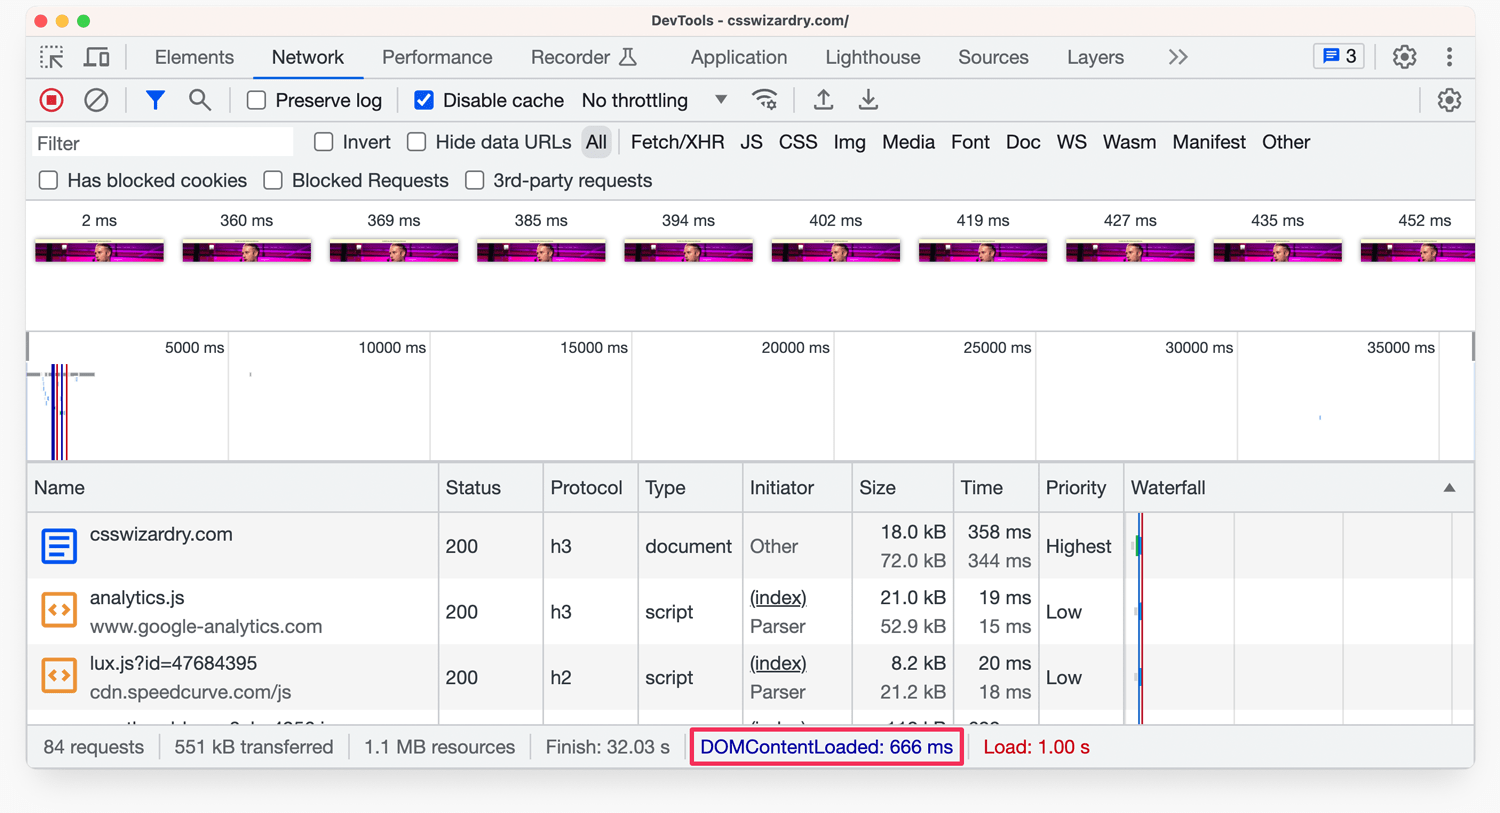 DevTools - csswizardry.com/
Elements Network Performance Recorder Application Lighthouse Sources Layers 3
Preserve log Disable cache No throttling
Filter Invert Hide data URLs All Fetch/XHR JS CSS Img Media Font Doc WS Wasm Manifest Other
Has blocked cookies Blocked Requests 3rd-party requests
2 ms 360 ms 369 ms 385 ms 394 ms 402 ms 419 ms 427 ms 435 ms 452 ms
5000 ms 10000 ms 15000 ms 20000 ms 25000 ms 30000 ms 35000 ms
Name Status Protocol Type Initiator Size Time Priority Waterfall
csswizardry.com 200 h3 document Other 18.0 kB 358 ms Highest
72.0 kB 344 ms
analytics.js 200 h3 script (index) 21.0 kB 19 ms Low
www.google-analytics.com Parser 52.9 kB 15 ms
lux.js?id=47684395 200 h2 script (index) 8.2 kB 20 ms Low
cdn.speedcurve.com/js Parser 21.2 kB 18 ms
84 requests 551 kB transferred 1.1 MB resources Finish: 32.03 s DOMContentLoaded: 666 ms Load: 1.00 s